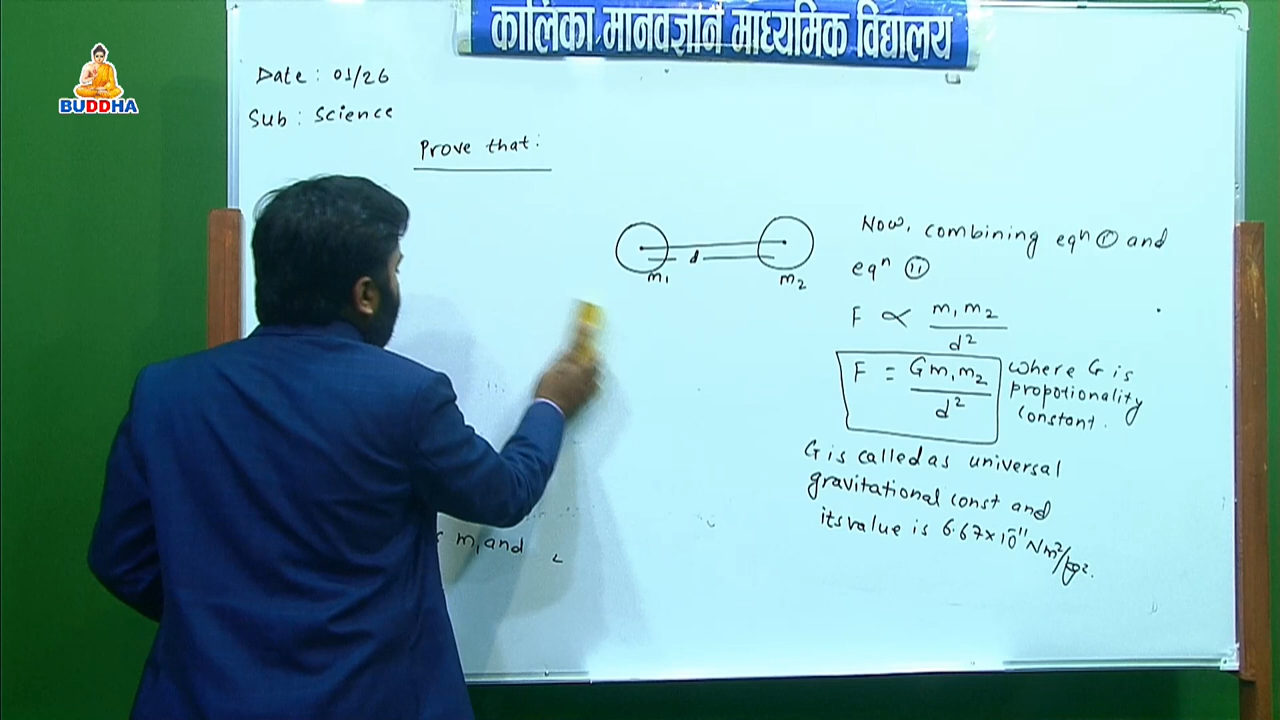 कालिका मानवज्ञान माध्यमिक विद्यालय
BUDDHA
Date : 01/26
Sub : Science
Prove that:
d
m₁ m₂
Now, combining eqⁿ ① and
eqⁿ ⑪
F ∝ m₁m₂/d²
F = Gm₁m₂/d²
where G is
propotionality
constant.
G is called as universal
gravitational const and
its value is 6.67×10⁻¹¹ Nm²/kg².
m₁ and